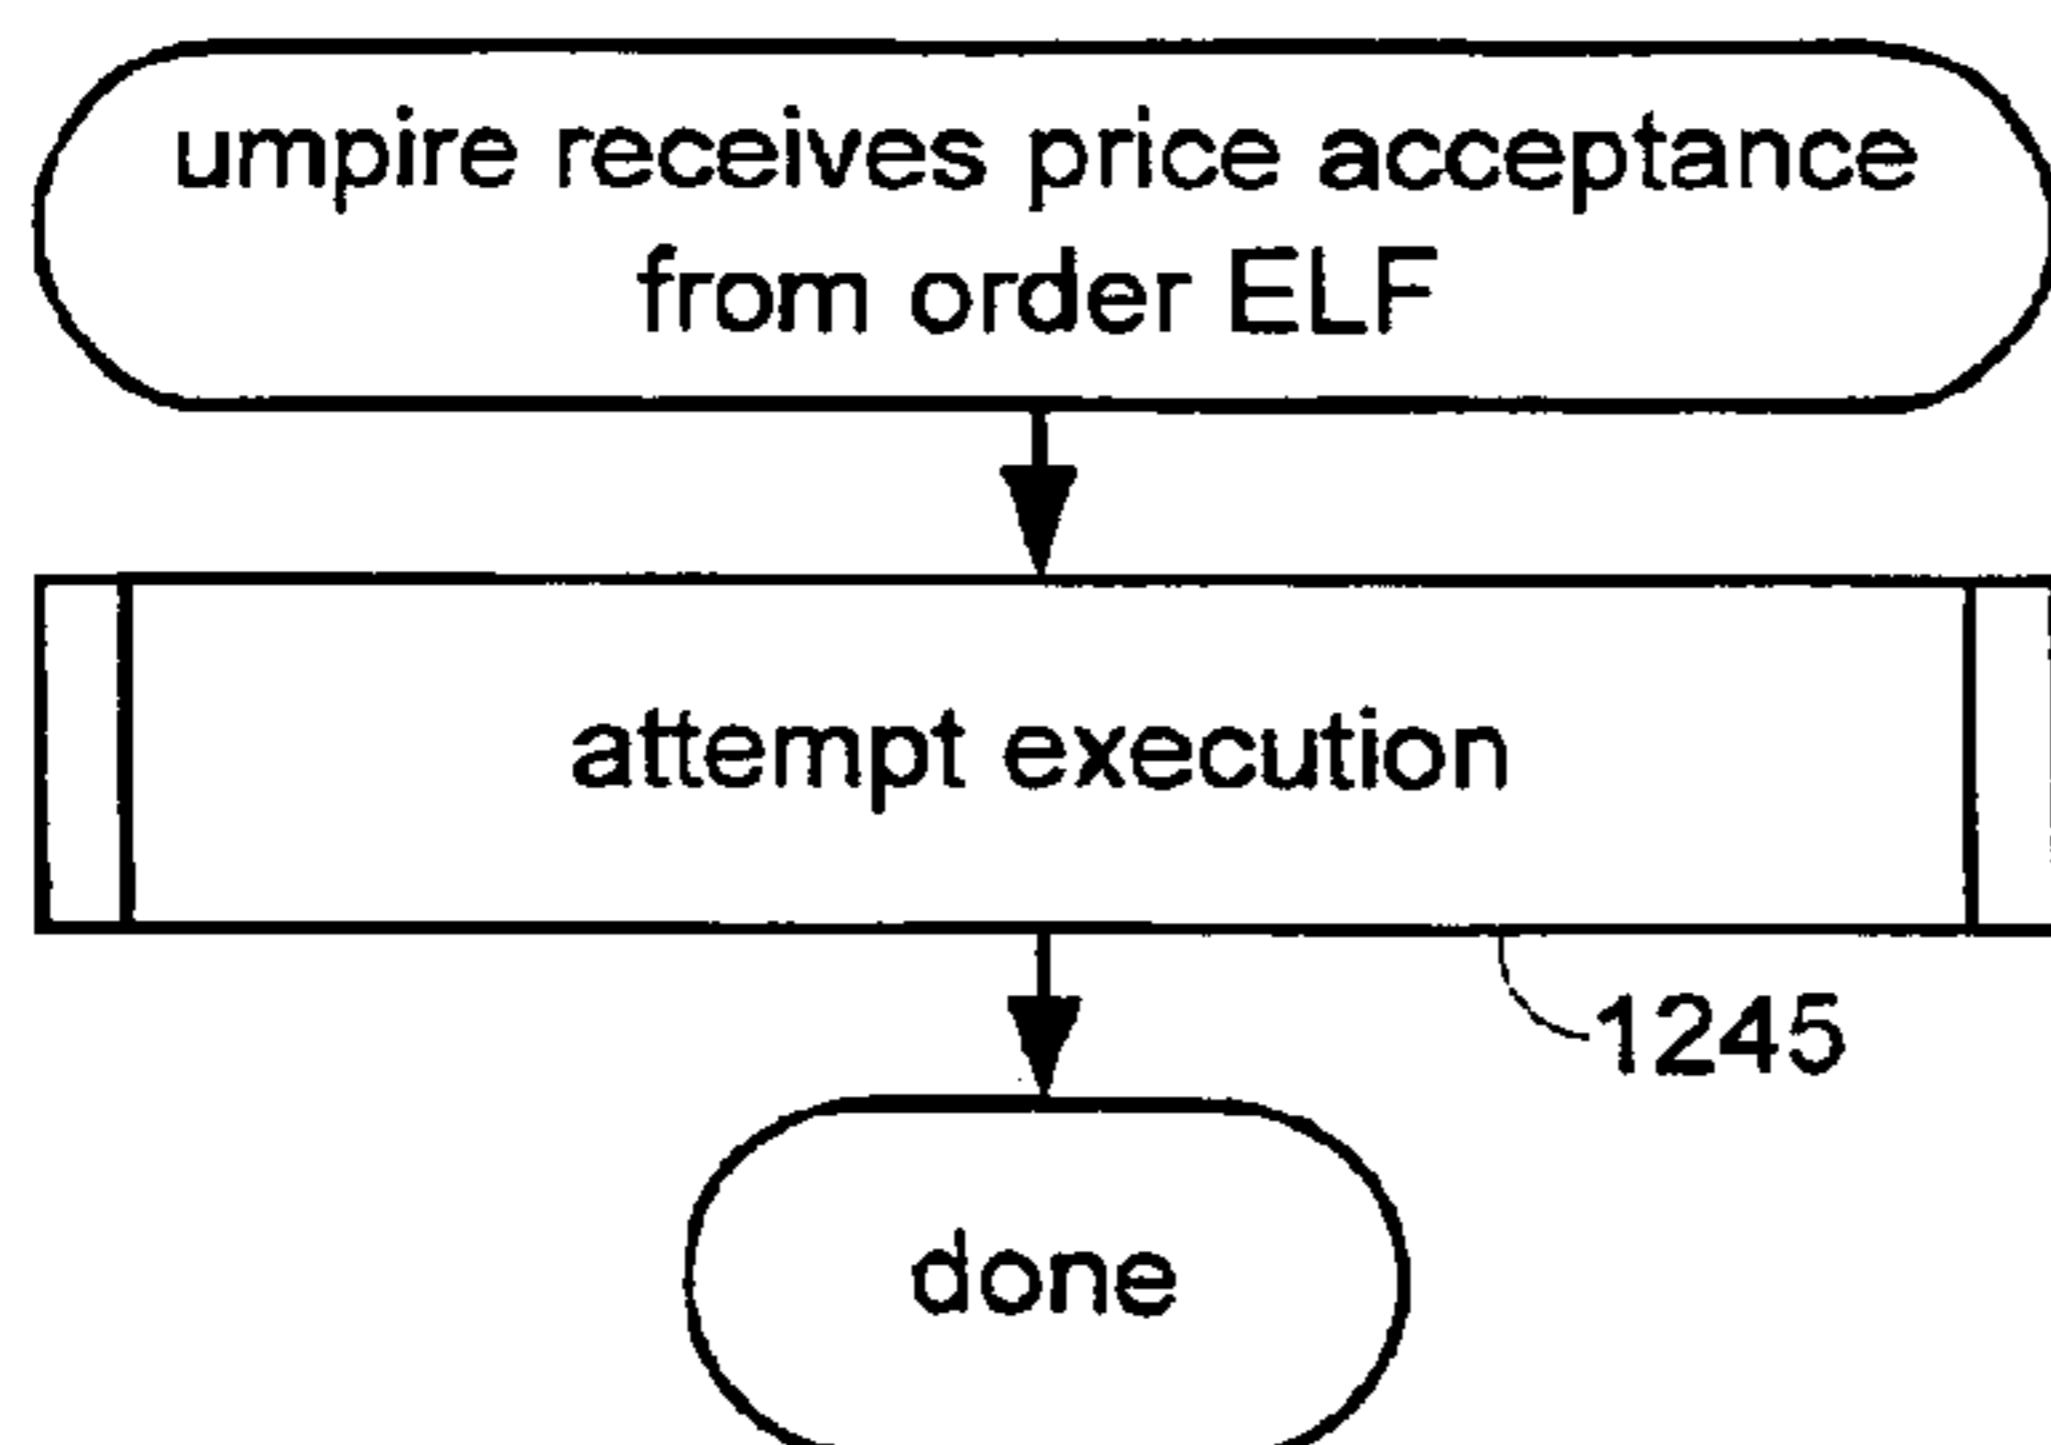 umpire receives price acceptance
from order ELF
attempt execution
1245
done